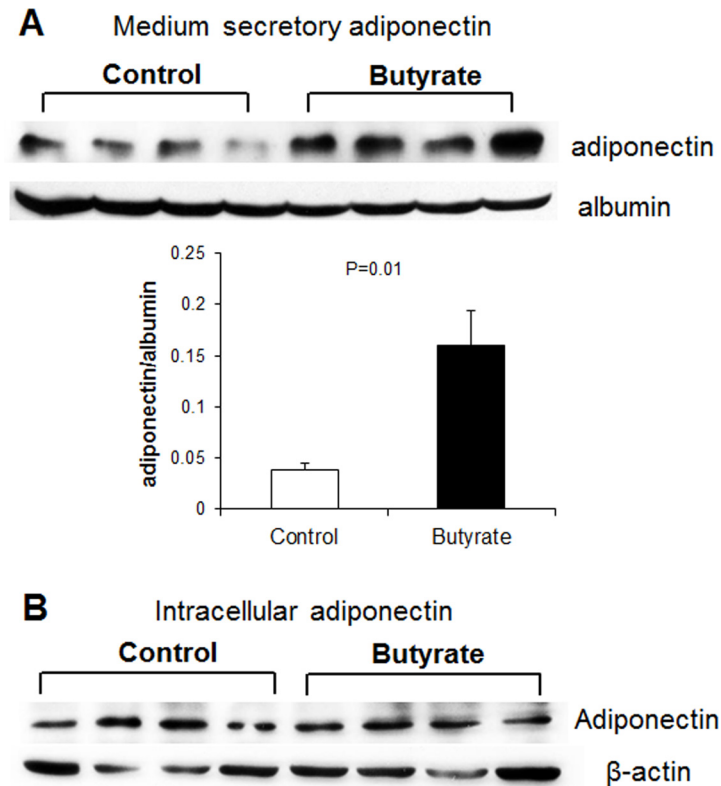 A Medium secretory adiponectin
Control Butyrate
adiponectin
albumin
P=0.01
adiponectin/albumin
0.25
0.2
0.15
0.1
0.05
0
Control Butyrate
B Intracellular adiponectin
Control Butyrate
Adiponectin
β-actin